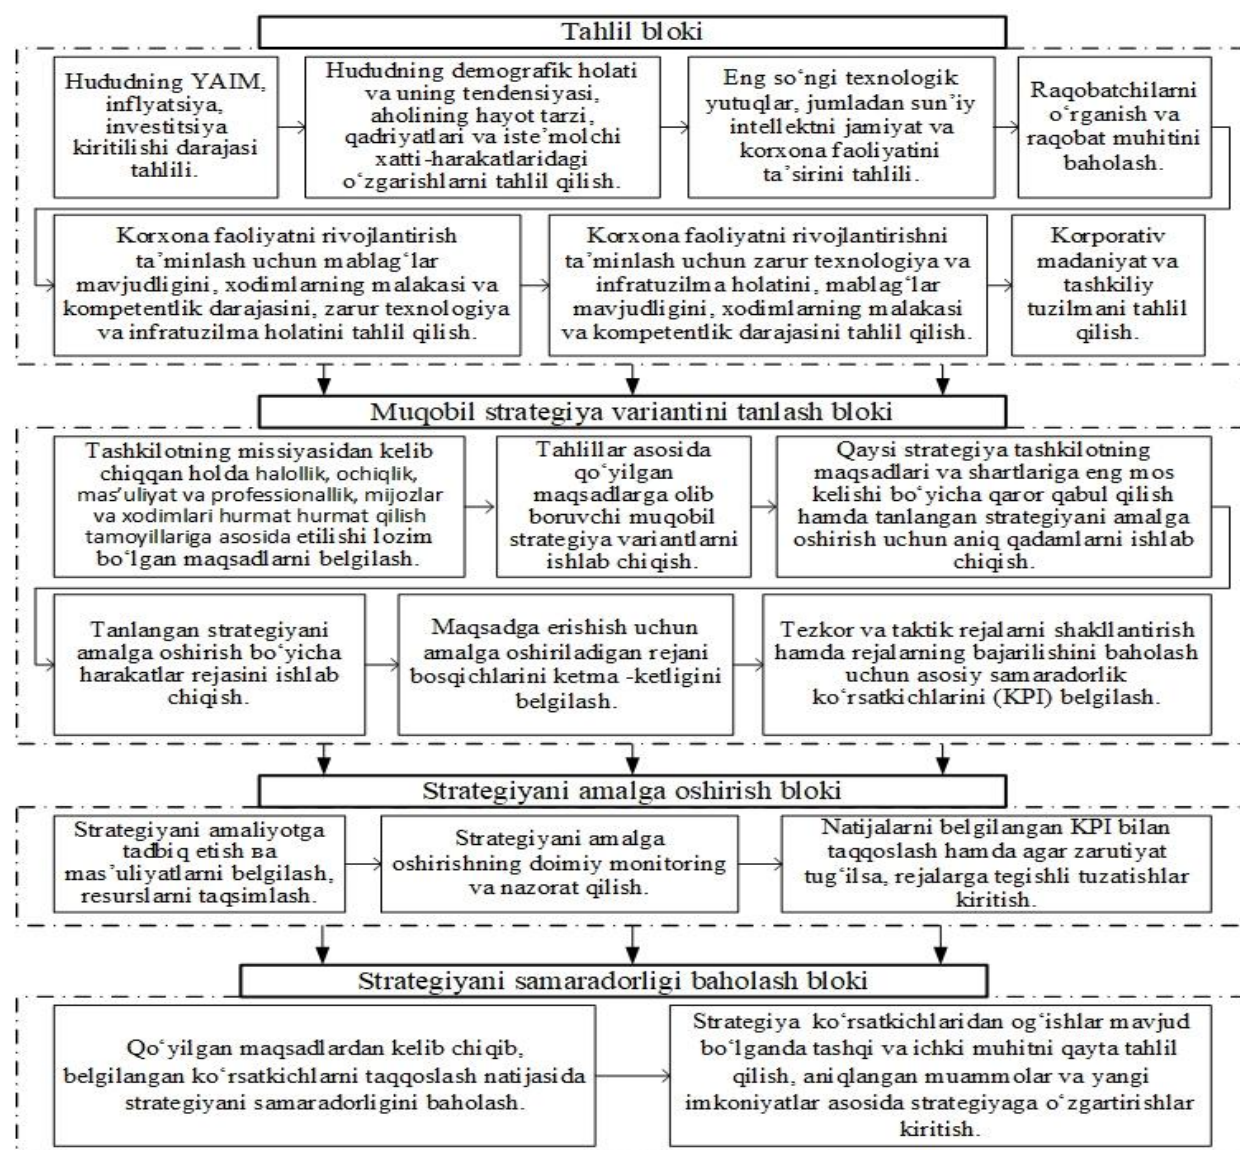 Tahlil bloki
Hududning YAIM,
inflyatsiya,
investitsiya
kiritilishi darajasi
tahlili.
Hududning demografik holati
va uning tendensiyasi,
aholining hayot tarzi,
qadriyatlari va iste’molchi
xatti-harakatlaridagi
o‘zgarishlarni tahlil qilish.
Eng so‘ngi texnologik
yutuqlar, jumladan sun’iy
intellektni jamiyat va
korxona faoliyatini
ta’sirini tahlili.
Raqobatchilarni
o‘rganish va
raqobat muhitini
baholash.
Korxona faoliyatni rivojlantirish
ta’minlash uchun mablag‘lar
mavjudligini, xodimlarning malakasi va
kompetentlik darajasini, zarur texnologiya
va infratuzilma holatini tahlil qilish.
Korxona faoliyatni rivojlantirishni
ta’minlash uchun zarur texnologiya va
infratuzilma holatini, mablag‘lar
mavjudligini, xodimlarning malakasi
va kompetentlik darajasini tahlil qilish.
Korporativ
madaniyat va
tashkiliy
tuzilmani tahlil
qilish.
Muqobil strategiya variantini tanlash bloki
Tashkilotning missiyasidan kelib
chiqqan holda halollik, ochiqlik,
mas’uliyat va professionallik, mijozlar
va xodimlari hurmat hurmat qilish
tamoyillariga asosida etilishi lozim
bo‘lgan maqsadlarni belgilash.
Tahlillar asosida
qo‘yilgan
maqsadlarga olib
boruvchi muqobil
strategiya variantlarni
ishlab chiqish.
Qaysi strategiya tashkilotning
maqsadlari va shartlariga eng mos
kelishi bo‘yicha qaror qabul qilish
hamda tanlangan strategiyani amalga
oshirish uchun aniq qadamlarni ishlab
chiqish.
Tanlangan strategiyani
amalga oshirish bo‘yicha
harakatlar rejasini ishlab
chiqish.
Maqsadga erishish uchun
amalga oshiriladigan rejani
bosqichlarini ketma -ketligini
belgilash.
Tezkor va taktik rejalarni shakllantirish
hamda rejalarning bajarilishini baholash
uchun asosiy samaradorlik
ko‘rsatkichlarini (KPI) belgilash.
Strategiyani amalga oshirish bloki
Strategiyani amaliyotga
tadbiq etish ва
mas’uliyatlarni belgilash,
resurslarni taqsimlash.
Strategiyani amalga
oshirishning doimiy monitoring
va nazorat qilish.
Natijalarni belgilangan KPI bilan
taqqoslash hamda agar zarutiyat
tug‘ilsa, rejalarga tegishli tuzatishlar
kiritish.
Strategiyani samaradorligi baholash bloki
Qo‘yilgan maqsadlardan kelib chiqib,
belgilangan ko‘rsatkichlarni taqqoslash natijasida
strategiyani samaradorligini baholash.
Strategiya ko‘rsatkichlaridan og‘ishlar mavjud
bo‘lganda tashqi va ichki muhitni qayta tahlil
qilish, aniqlangan muammolar va yangi
imkoniyatlar asosida strategiyaga o‘zgartirishlar
kiritish.